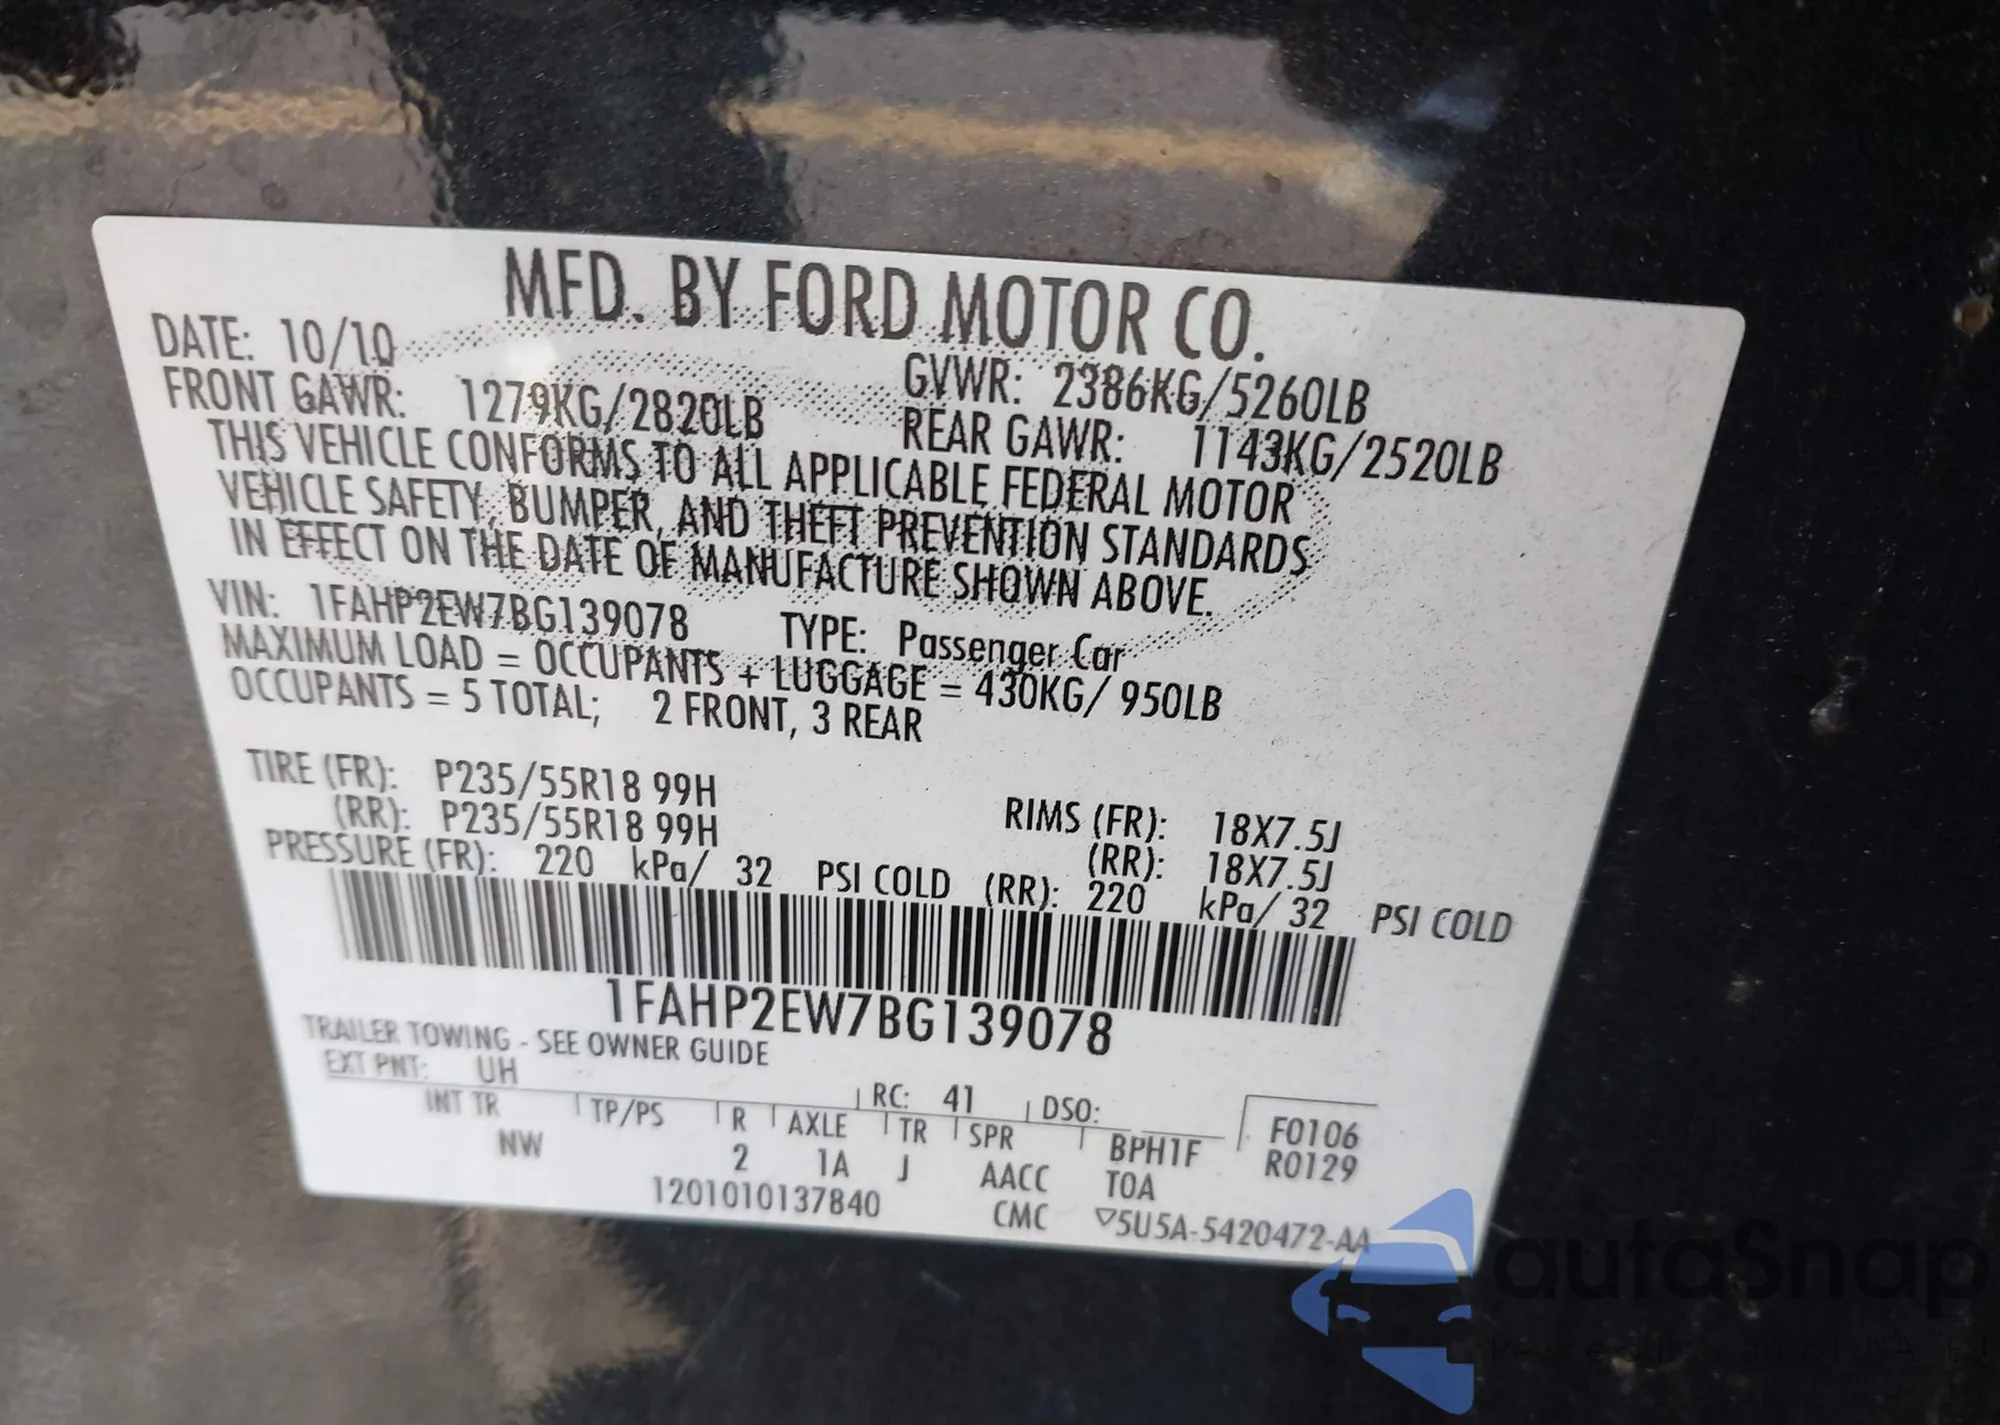 MFD. BY FORD MOTOR CO.
DATE: 10/10 GVWR: 2386KG/5260LB
FRONT GAWR: 1279KG/2820LB REAR GAWR: 1143KG/2520LB
THIS VEHICLE CONFORMS TO ALL APPLICABLE FEDERAL MOTOR
VEHICLE SAFETY, BUMPER, AND THEFT PREVENTION STANDARDS
IN EFFECT ON THE DATE OF MANUFACTURE SHOWN ABOVE.
VIN: 1FAHP2EW7BG139078 TYPE: Passenger Car
MAXIMUM LOAD = OCCUPANTS + LUGGAGE = 430KG/ 950LB
OCCUPANTS = 5 TOTAL; 2 FRONT, 3 REAR
TIRE (FR): P235/55R18 99H RIMS (FR): 18X7.5J
(RR): P235/55R18 99H (RR): 18X7.5J
PRESSURE (FR): 220 kPa/ 32 PSI COLD (RR): 220 kPa/ 32 PSI COLD
1FAHP2EW7BG139078
TRAILER TOWING - SEE OWNER GUIDE
EXT PNT: UH RC: 41 DSO: F0106
INT TR TP/PS R AXLE TR SPR BPH1F R0129
NW 2 1A J AACC TOA
1201010137840 CMC ▽5U5A-5420472-AA
autaSnap